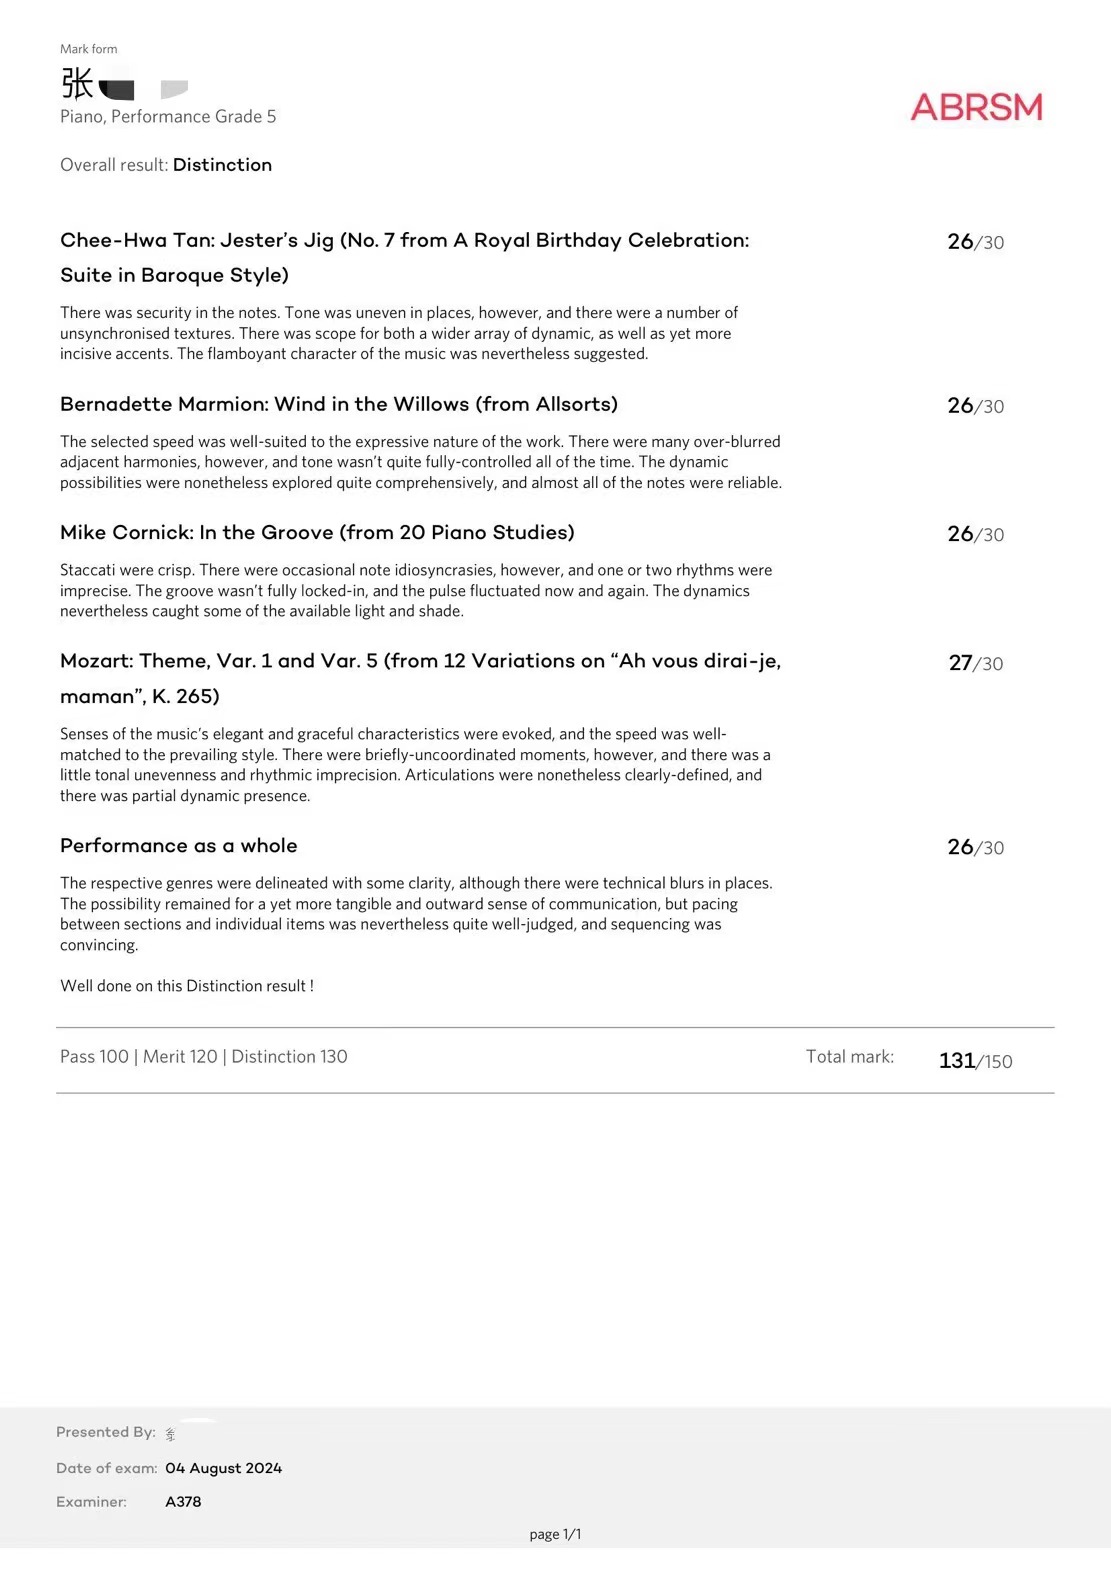 Mark form
张
Piano, Performance Grade 5
ABRSM
Overall result: Distinction
Chee-Hwa Tan: Jester's Jig (No. 7 from A Royal Birthday Celebration:
Suite in Baroque Style)
26/30
There was security in the notes. Tone was uneven in places, however, and there were a number of
unsynchronised textures. There was scope for both a wider array of dynamic, as well as yet more
incisive accents. The flamboyant character of the music was nevertheless suggested.
Bernadette Marmion: Wind in the Willows (from Allsorts)
26/30
The selected speed was well-suited to the expressive nature of the work. There were many over-blurred
adjacent harmonies, however, and tone wasn't quite fully-controlled all of the time. The dynamic
possibilities were nonetheless explored quite comprehensively, and almost all of the notes were reliable.
Mike Cornick: In the Groove (from 20 Piano Studies)
26/30
Staccati were crisp. There were occasional note idiosyncrasies, however, and one or two rhythms were
imprecise. The groove wasn't fully locked-in, and the pulse fluctuated now and again. The dynamics
nevertheless caught some of the available light and shade.
Mozart: Theme, Var. 1 and Var. 5 (from 12 Variations on “Ah vous dirai-je,
maman”, K. 265)
27/30
Senses of the music's elegant and graceful characteristics were evoked, and the speed was well-
matched to the prevailing style. There were briefly-uncoordinated moments, however, and there was a
little tonal unevenness and rhythmic imprecision. Articulations were nonetheless clearly-defined, and
there was partial dynamic presence.
Performance as a whole
26/30
The respective genres were delineated with some clarity, although there were technical blurs in places.
The possibility remained for a yet more tangible and outward sense of communication, but pacing
between sections and individual items was nevertheless quite well-judged, and sequencing was
convincing.
Well done on this Distinction result !
Pass 100 | Merit 120 | Distinction 130
Total mark: 131/150
Presented By:
Date of exam: 04 August 2024
Examiner: A378
page 1/1